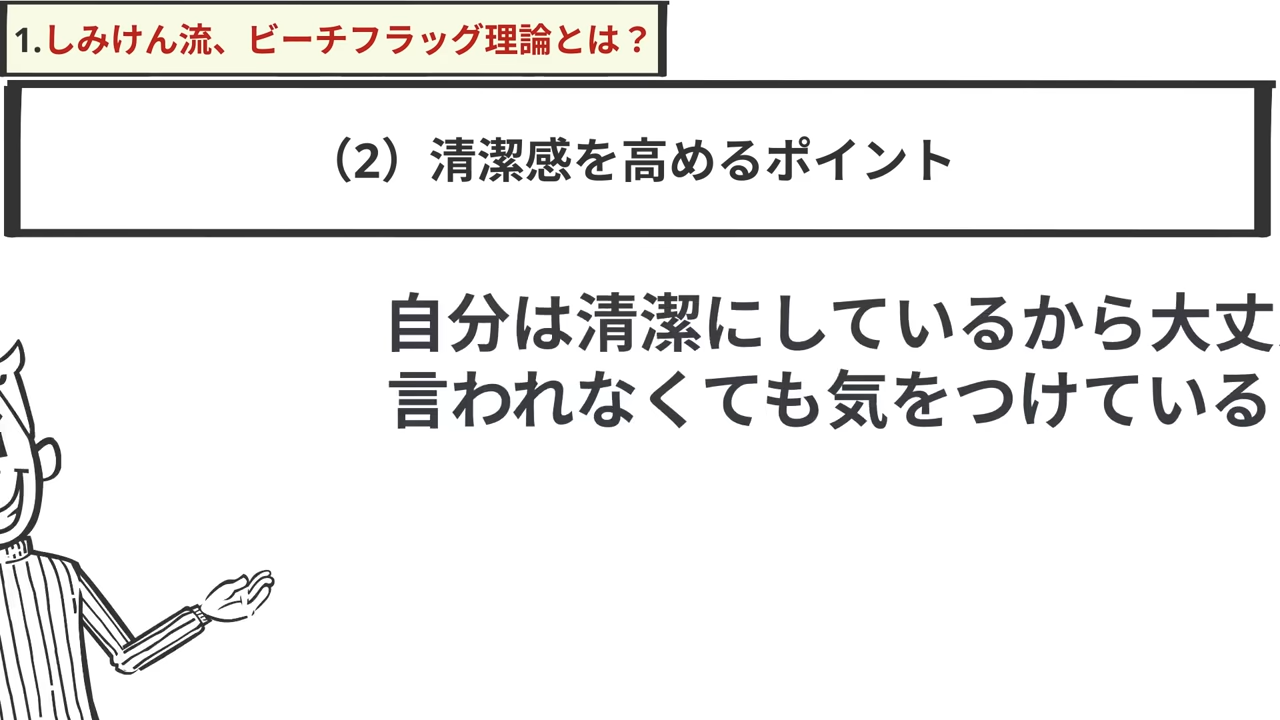 1.しみけん流、ビーチフラッグ理論とは？
（2）清潔感を高めるポイント
自分は清潔にしているから大丈
言われなくても気をつけている